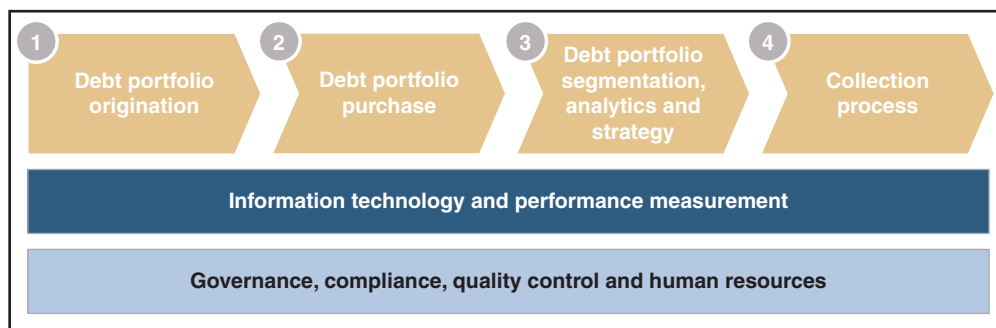 1
Debt portfolio
origination
2
Debt portfolio
purchase
3
Debt portfolio
segmentation,
analytics and
strategy
4
Collection
process
Information technology and performance measurement
Governance, compliance, quality control and human resources